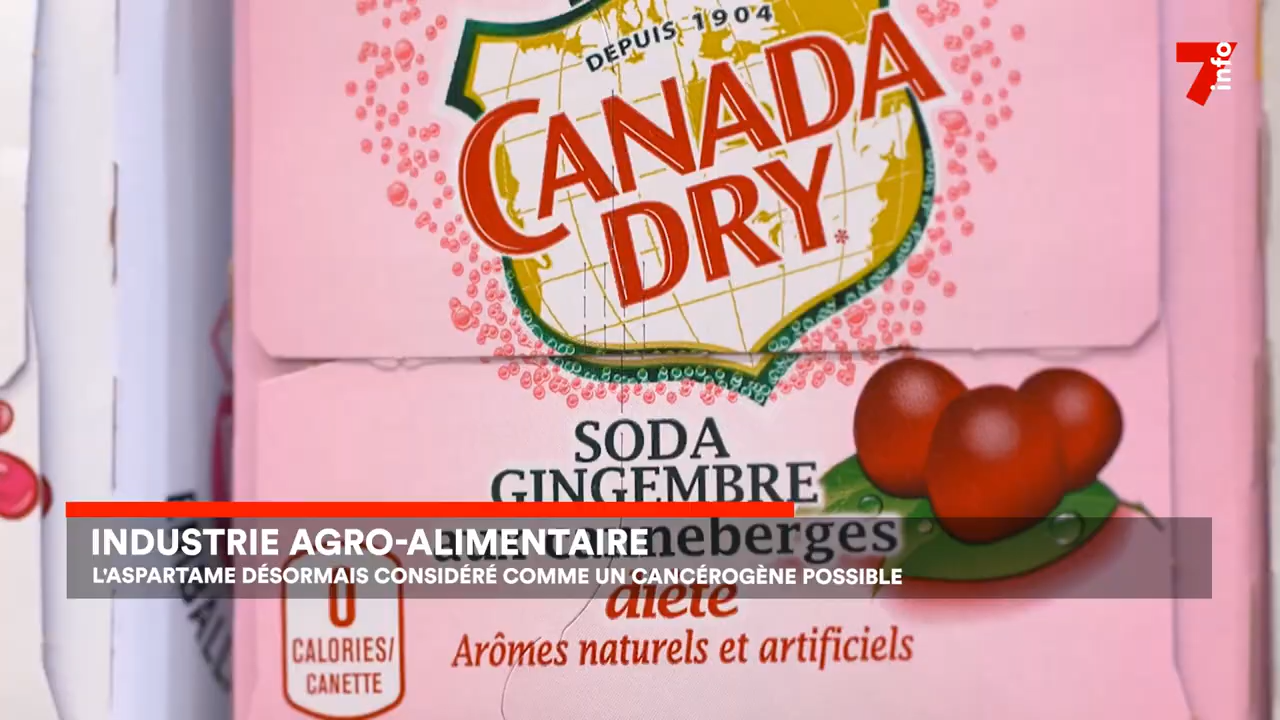 DEPUIS 1904
CANADA
DRY
7 info
SODA
GINGEMBRE
canneberges
INDUSTRIE AGRO-ALIMENTAIRE
L'ASPARTAME DÉSORMAIS CONSIDÉRÉ COMME UN CANCÉROGÈNE POSSIBLE
diète
0
CALORIES/
CANETTE
Arômes naturels et artificiels